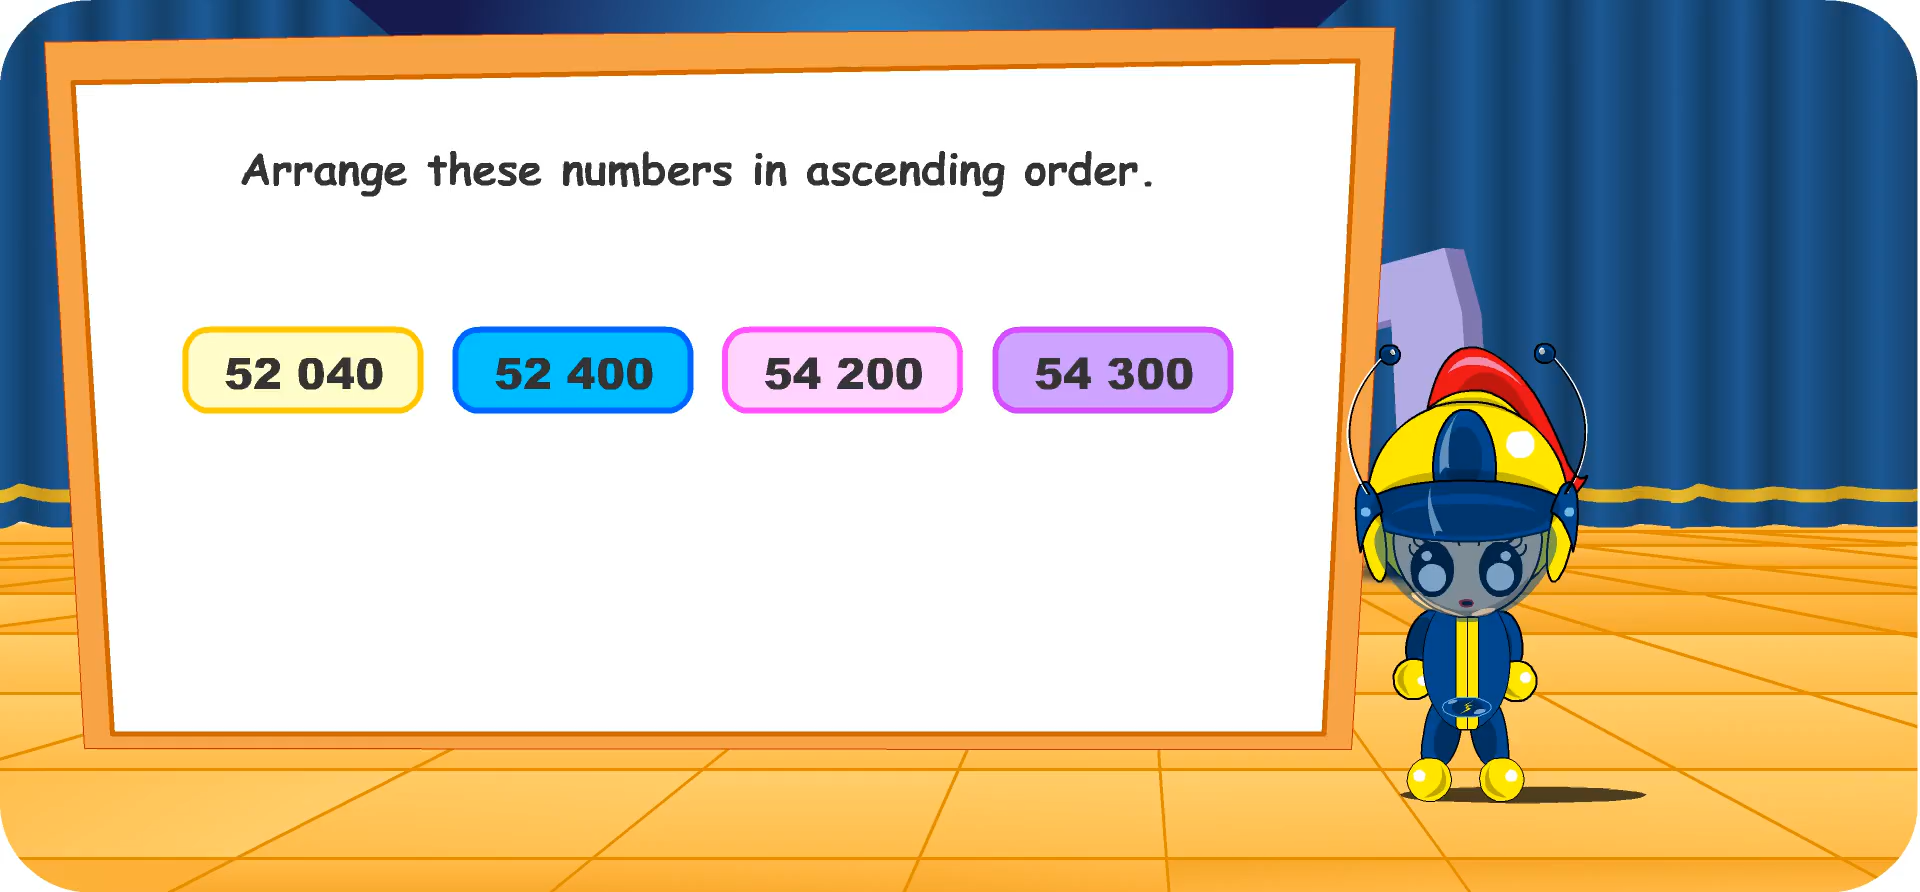 Arrange these numbers in ascending order.
52 040 52 400 54 200 54 300